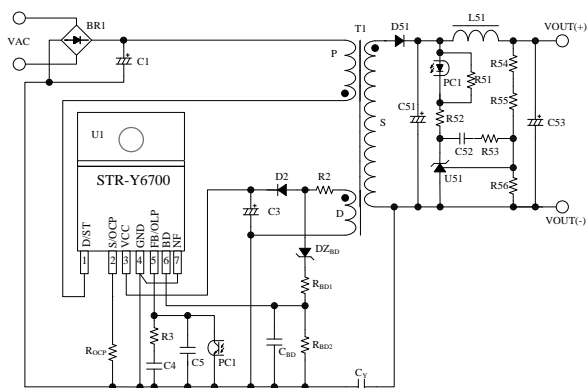 BR1
VAC
C1
P
T1
D51
L51
VOUT(+)
PC1
R51
R54
R55
C51
R52
S
C53
C52
R53
U51
R56
VOUT(-)
U1
STR-Y6700
D/ST
S/OCP
VCC
GND
FB/OLP
BD
NF
1
2
3
4
5
6
7
D2
R2
C3
D
DZBD
RBD1
RBD2
CBD
ROCP
R3
C4
C5
PC1
CY